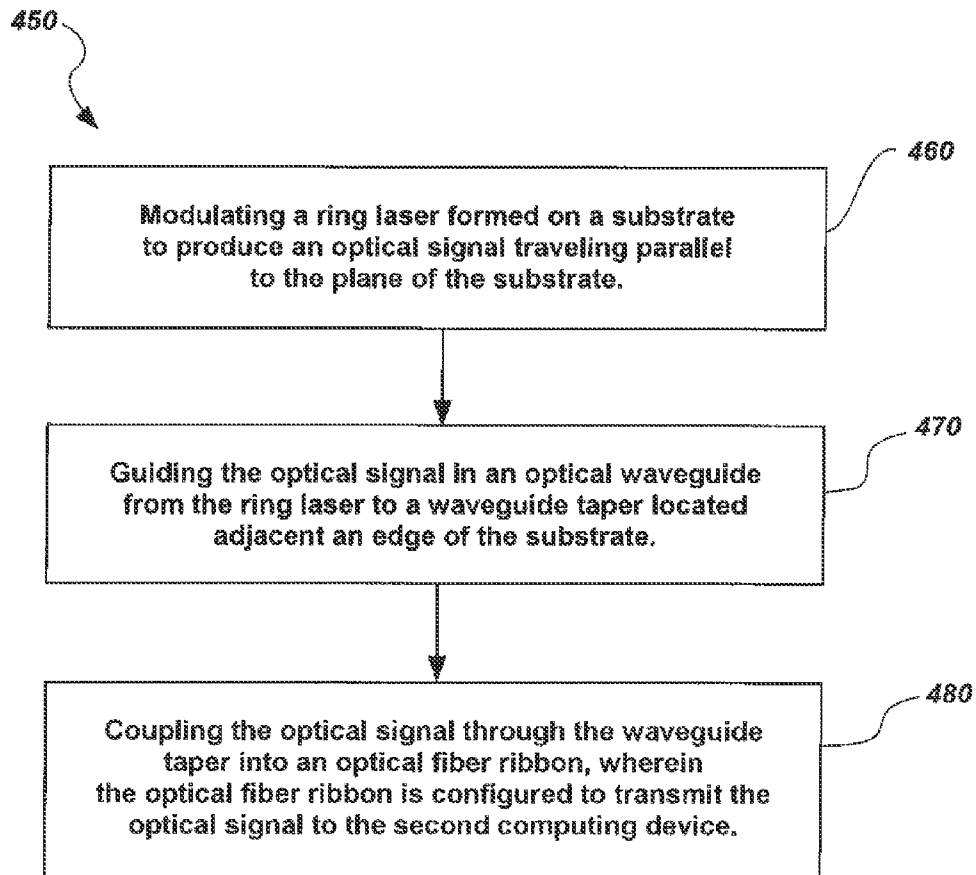 450
460
Modulating a ring laser formed on a substrate
to produce an optical signal traveling parallel
to the plane of the substrate.
470
Guiding the optical signal in an optical waveguide
from the ring laser to a waveguide taper located
adjacent an edge of the substrate.
480
Coupling the optical signal through the waveguide
taper into an optical fiber ribbon, wherein
the optical fiber ribbon is configured to transmit the
optical signal to the second computing device.